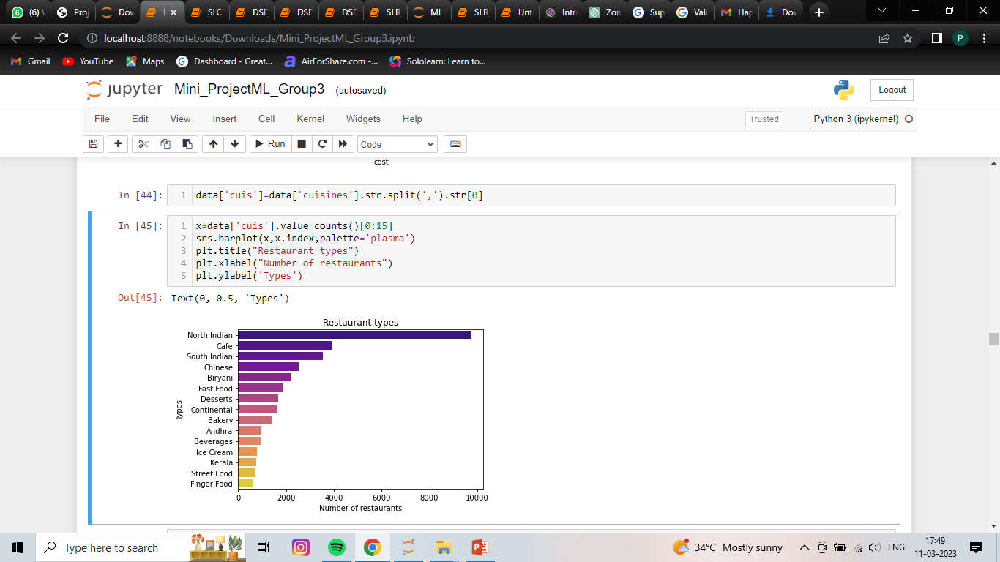 (6) \
Proj
Dov
I
SLC
DSE
DSE
DSE
SLR
ML
SLR
Unt
Intr
Zon
Sup
Valu
Hap
Dov
localhost:8888/notebooks/Downloads/Mini_ProjectML_Group3.ipynb
P
Gmail
YouTube
Maps
Dashboard - Great...
AirForShare.com -...
Sololearn: Learn to...
jupyter Mini_ProjectML_Group3 (autosaved)
Logout
File Edit View Insert Cell Kernel Widgets Help
Trusted
Python 3 (ipykernel)
Run
Code
cost
In [44]:
1 data['cuis']=data['cuisines'].str.split(',').str[0]
In [45]:
1 x=data['cuis'].value_counts()[0:15]
2 sns.barplot(x,x.index,palette='plasma')
3 plt.title("Restaurant types")
4 plt.xlabel("Number of restaurants")
5 plt.ylabel('Types')
Out[45]: Text(0, 0.5, 'Types')
Restaurant types
Types
North Indian
Cafe
South Indian
Chinese
Biryani
Fast Food
Desserts
Continental
Bakery
Andhra
Beverages
Ice Cream
Kerala
Street Food
Finger Food
0 2000 4000 6000 8000 10000
Number of restaurants
Type here to search
34°C Mostly sunny
ENG
17:49
11-03-2023